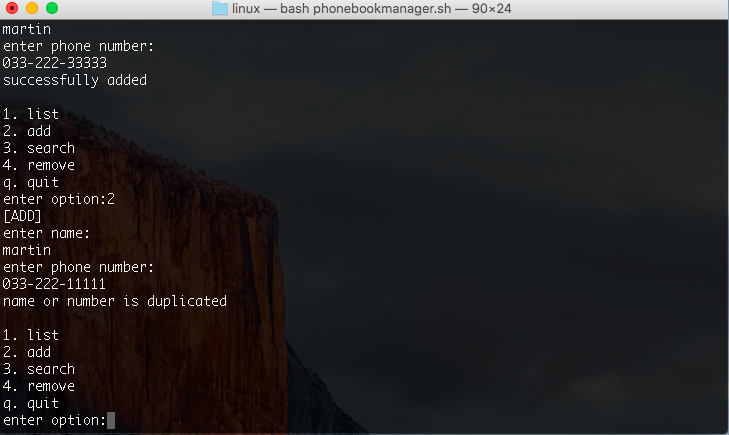 linux — bash phonebookmanager.sh — 90×24
martin
enter phone number:
033-222-33333
successfully added
1. list
2. add
3. search
4. remove
q. quit
enter option:2
[ADD]
enter name:
martin
enter phone number:
033-222-11111
name or number is duplicated
1. list
2. add
3. search
4. remove
q. quit
enter option: